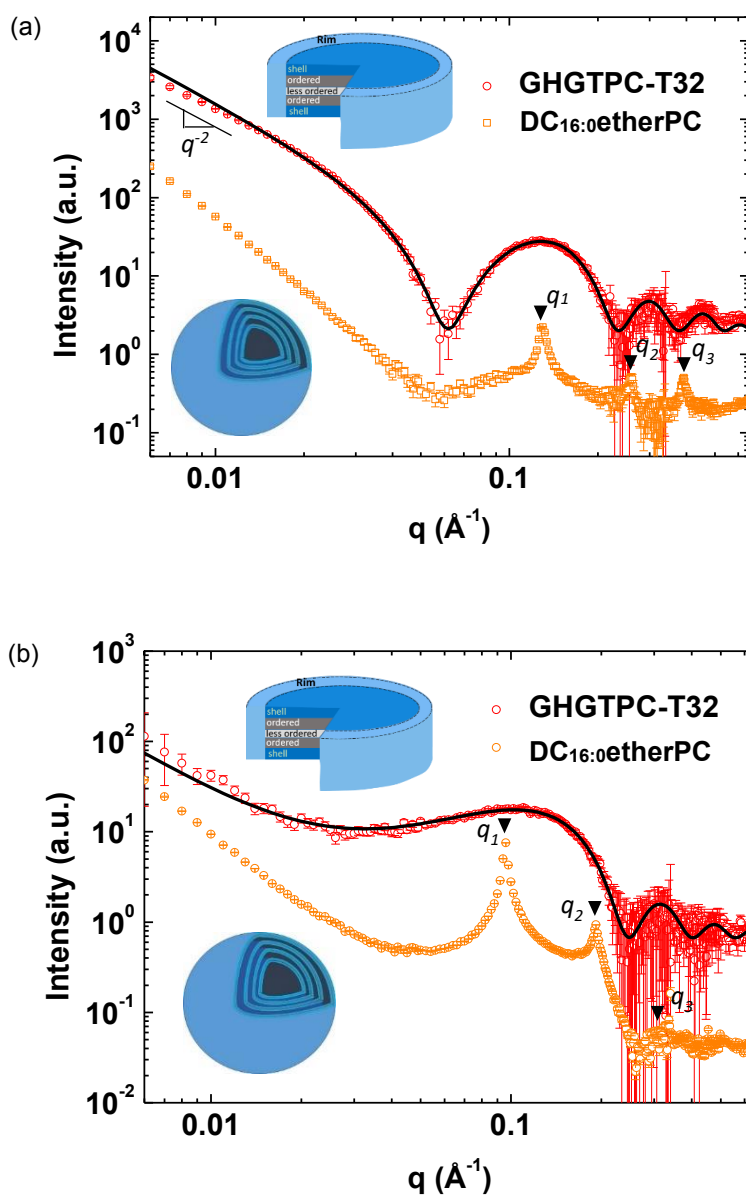 (a)
10⁴
10³
10²
10¹
10⁰
10⁻¹
Intensity (a.u.)
Rim
shell
ordered
less ordered
ordered
shell
GHGTPC-T32
DC₁₆:₀etherPC
q⁻²
q₁
q₂
q₃
0.01
0.1
q (Å⁻¹)
(b)
10³
10²
10¹
10⁰
10⁻¹
10⁻²
Intensity (a.u.)
Rim
shell
ordered
less ordered
ordered
shell
GHGTPC-T32
DC₁₆:₀etherPC
q₁
q₂
q₃
0.01
0.1
q (Å⁻¹)